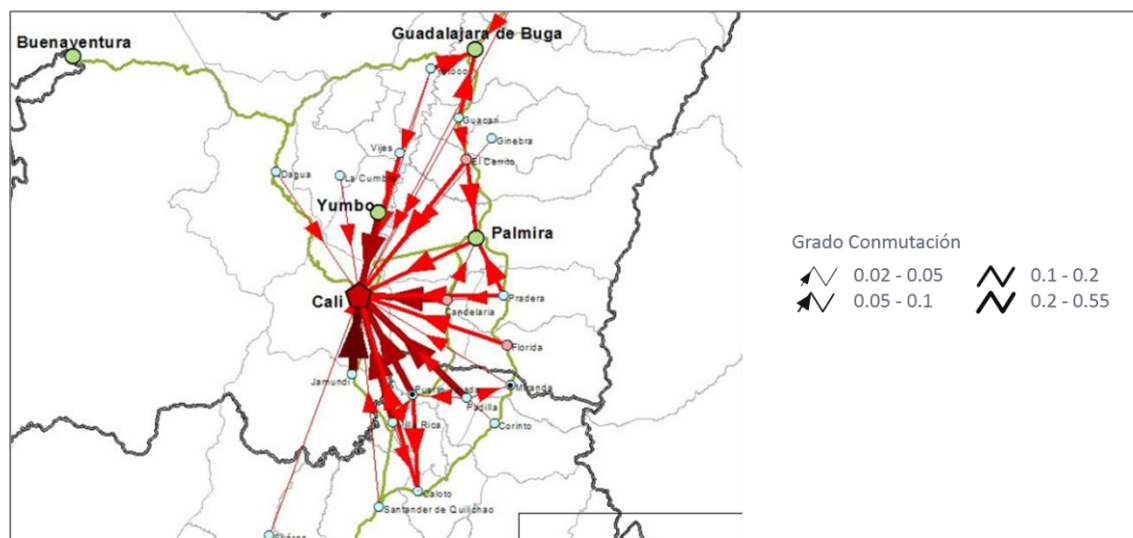 Guadalajara de Buga
Buenaventura
Guacarí
Ginebra
Vijes
El Cerrito
Dagua
La Cumbre
Yumbo
Palmira
Cali
Pradera
Candelaria
Florida
Jamundí
Miranda
Padilla
Corinto
Caloto
Santander de Quilichao
Grado Conmutación
0.02 - 0.05
0.1 - 0.2
0.05 - 0.1
0.2 - 0.55